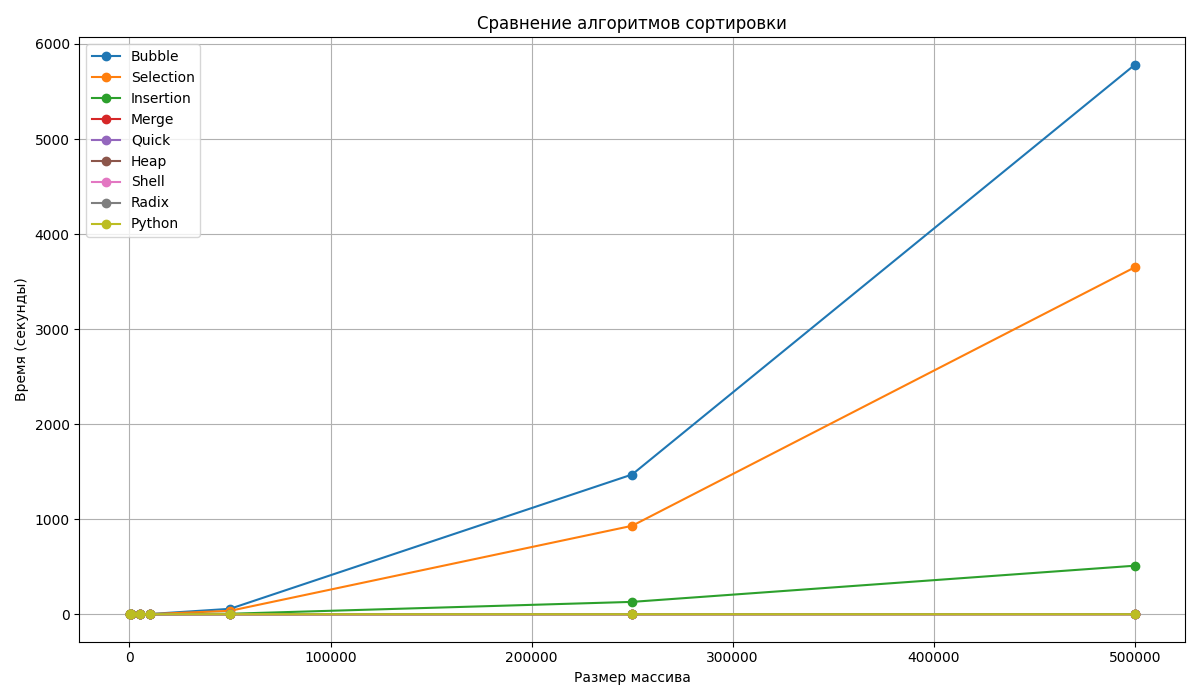 Сравнение алгоритмов сортировки
Bubble
Selection
Insertion
Merge
Quick
Heap
Shell
Radix
Python
6000
5000
4000
3000
2000
1000
0
Время (секунды)
0 100000 200000 300000 400000 500000
Размер массива